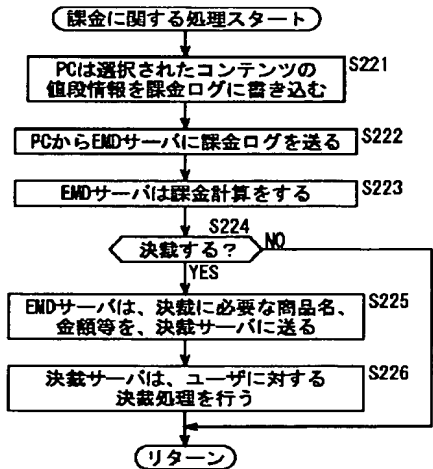 課金に関する処理スタート
PCは選択されたコンテンツの
値段情報を課金ログに書き込む
S221
PCからEMDサーバに課金ログを送る
S222
EMDサーバは課金計算をする
S223
S224
決裁する?
NO
YES
EMDサーバは、決裁に必要な商品名、
金額等を、決裁サーバに送る
S225
決裁サーバは、ユーザに対する
決裁処理を行う
S226
リターン